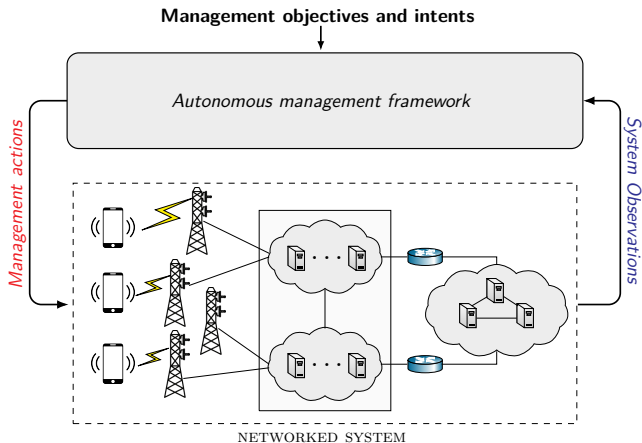 Management objectives and intents
Autonomous management framework
Management actions
System Observations
NETWORKED SYSTEM